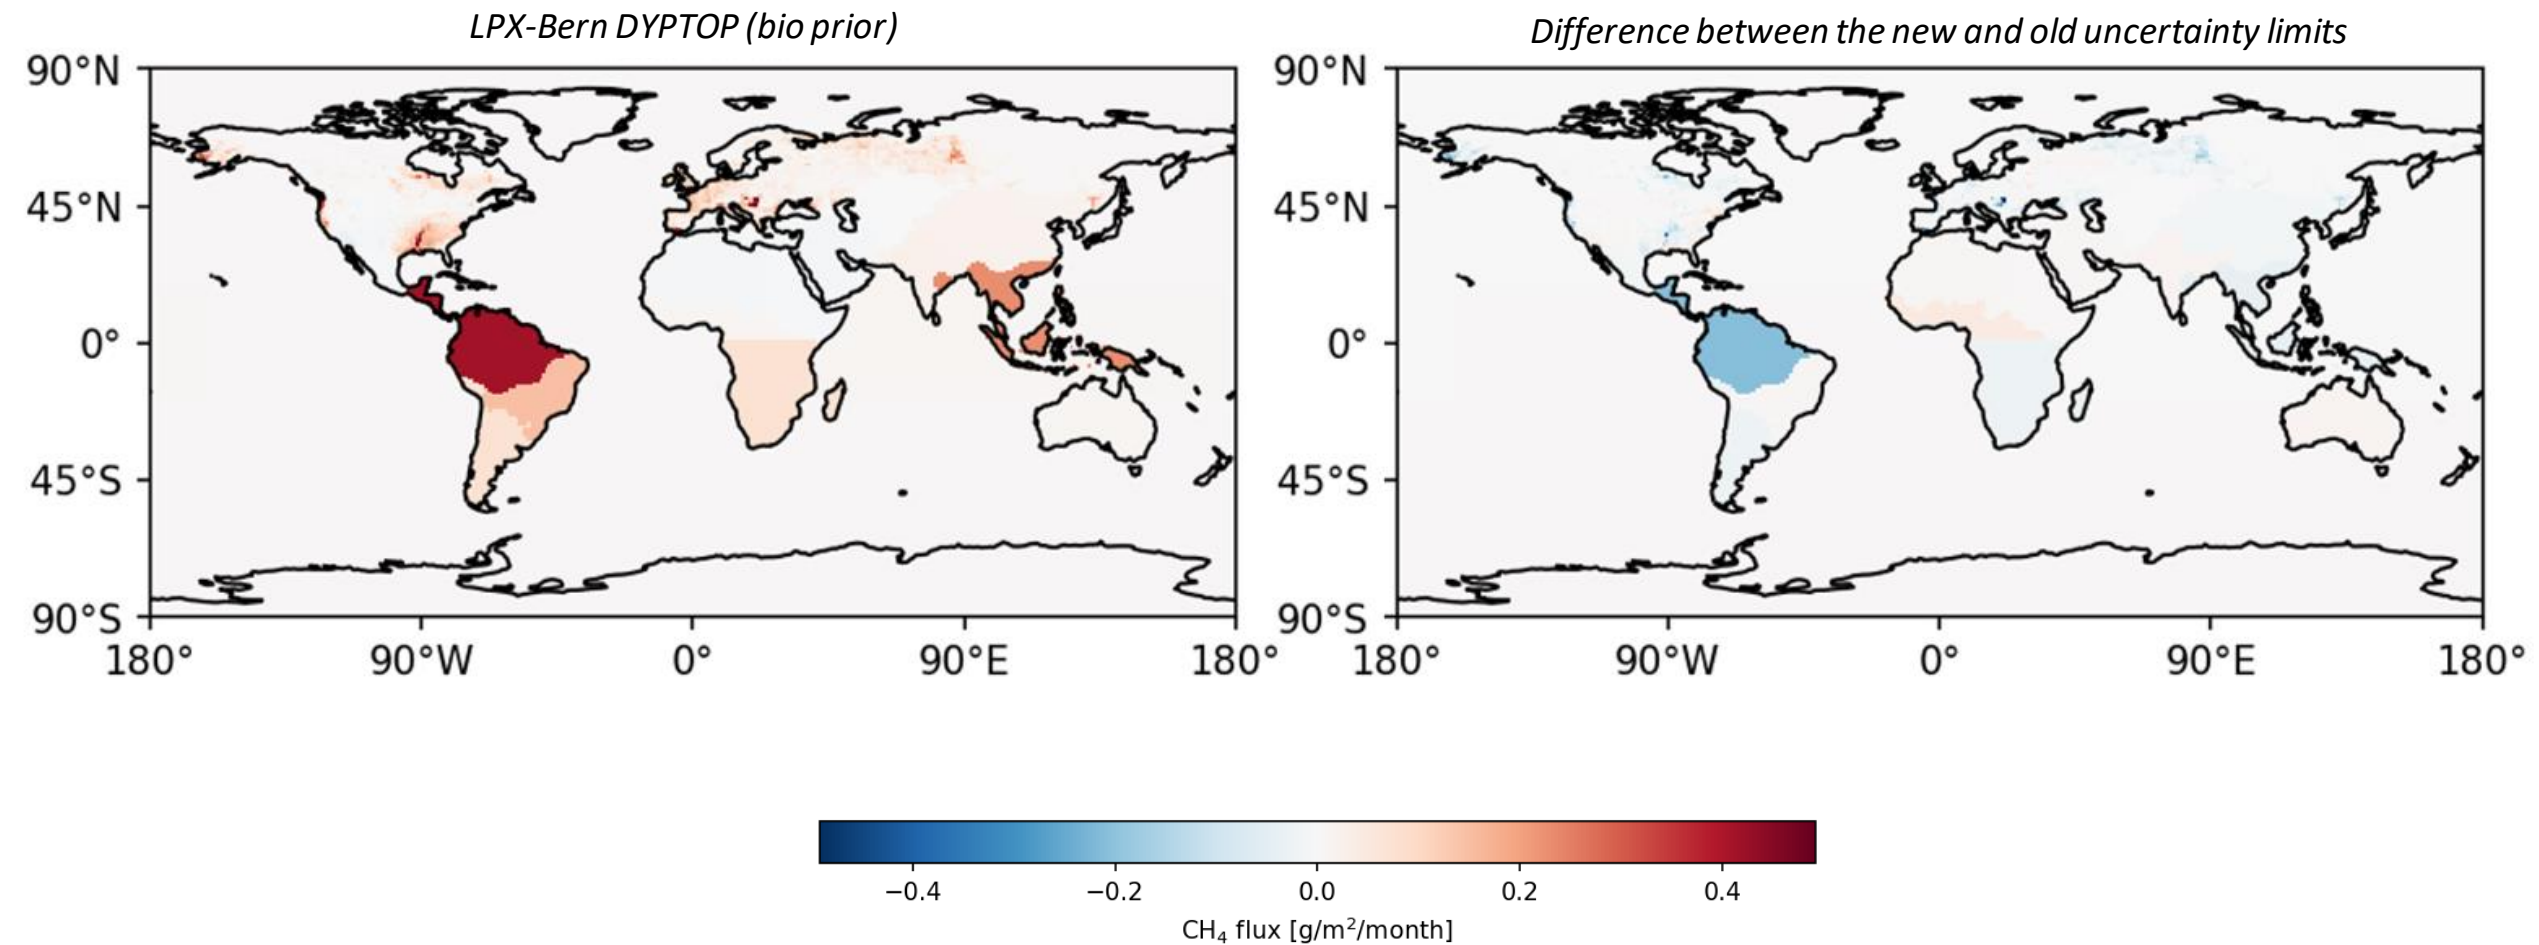 LPX-Bern DYPTOP (bio prior)
Difference between the new and old uncertainty limits
90°N
45°N
0°
45°S
90°S
180°
90°W
0°
90°E
180°
90°N
45°N
0°
45°S
90°S
180°
90°W
0°
90°E
180°
−0.4
−0.2
0.0
0.2
0.4
CH₄ flux [g/m²/month]